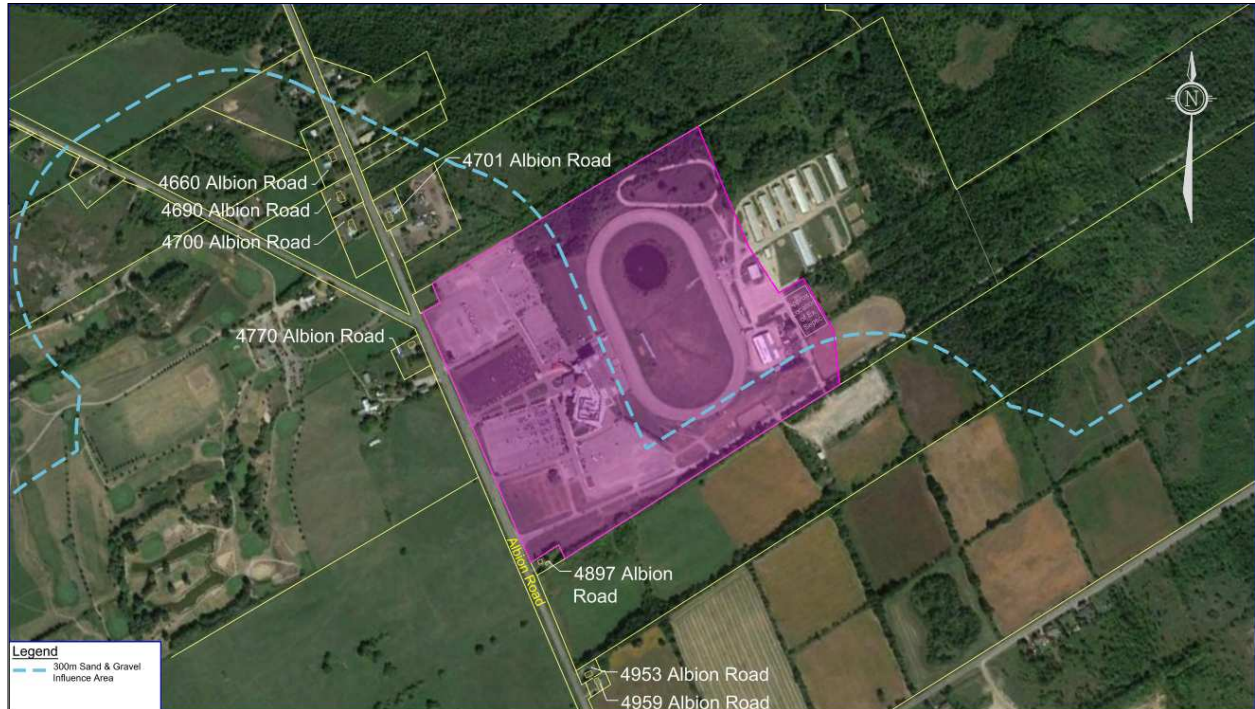 N
4701 Albion Road
4660 Albion Road
4690 Albion Road
4700 Albion Road
4770 Albion Road
Albion Road
4897 Albion
Road
4953 Albion Road
4959 Albion Road
Legend
300m Sand & Gravel
Influence Area